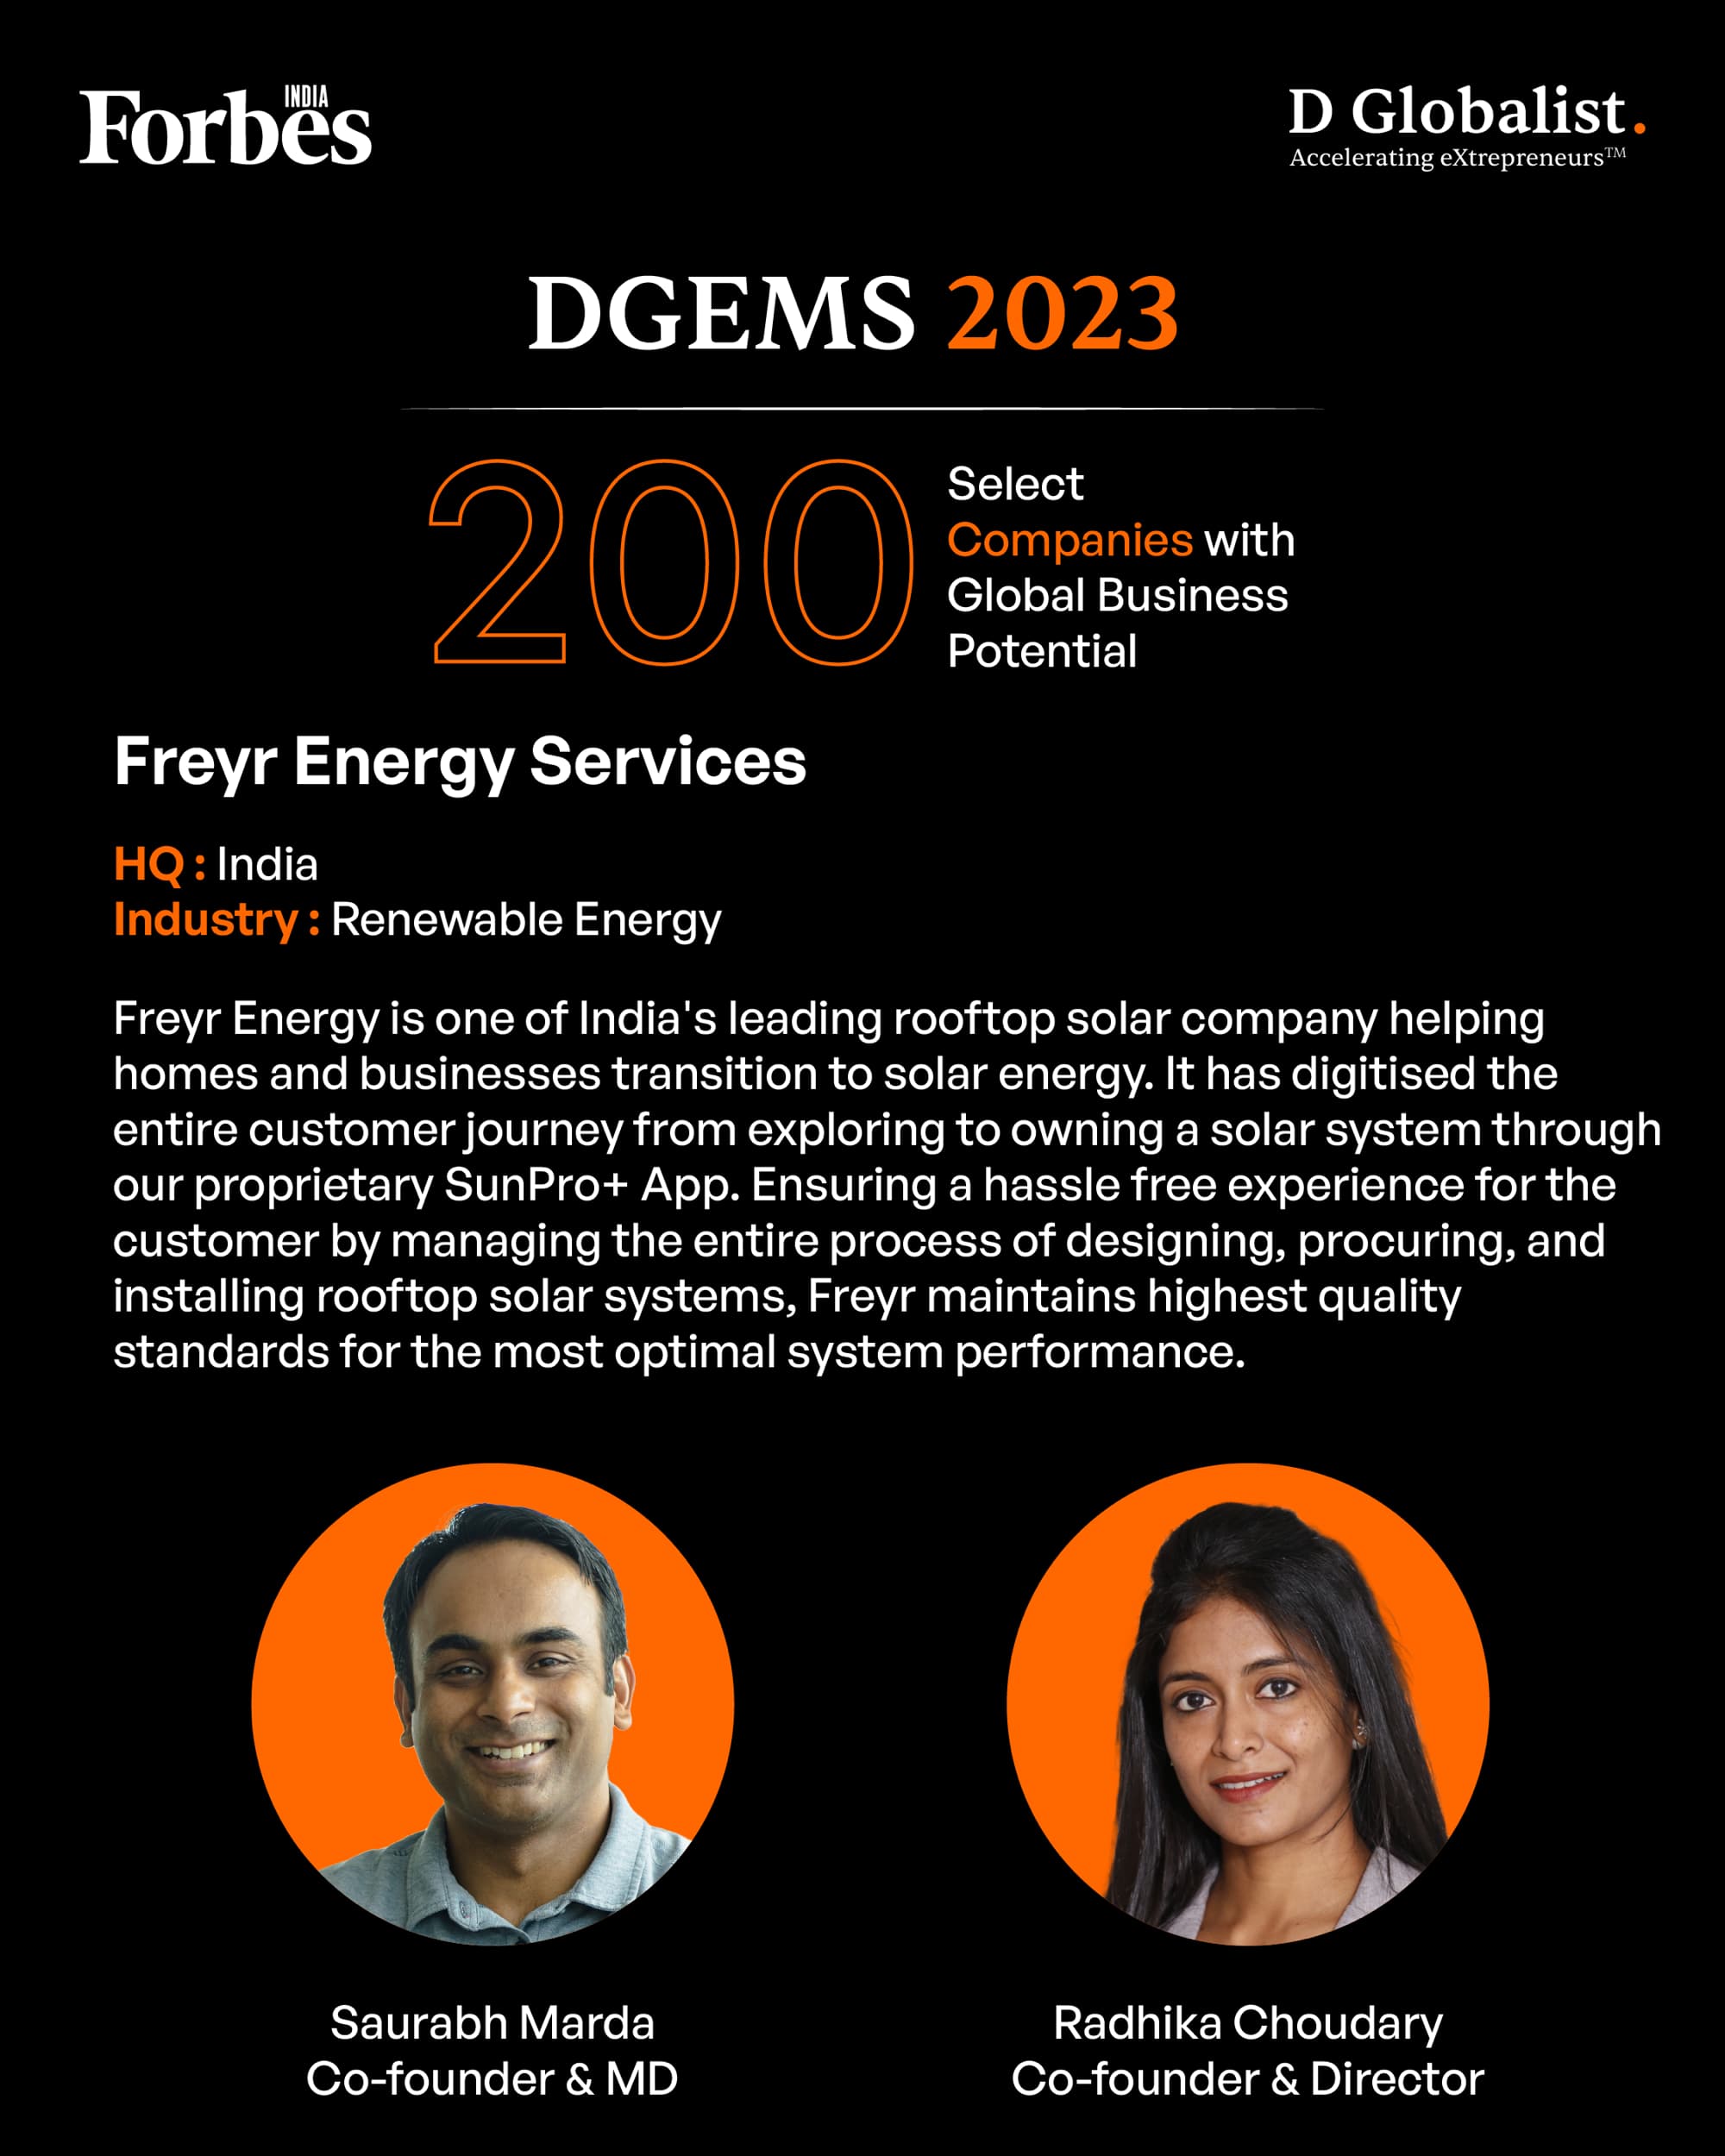 Forbes INDIA
D Globalist.
Accelerating eXtrepreneurs™
DGEMS 2023
200
Select
Companies with
Global Business
Potential
Freyr Energy Services
HQ : India
Industry : Renewable Energy
Freyr Energy is one of India's leading rooftop solar company helping
homes and businesses transition to solar energy. It has digitised the
entire customer journey from exploring to owning a solar system through
our proprietary SunPro+ App. Ensuring a hassle free experience for the
customer by managing the entire process of designing, procuring, and
installing rooftop solar systems, Freyr maintains highest quality
standards for the most optimal system performance.
Saurabh Marda
Co-founder & MD
Radhika Choudary
Co-founder & Director